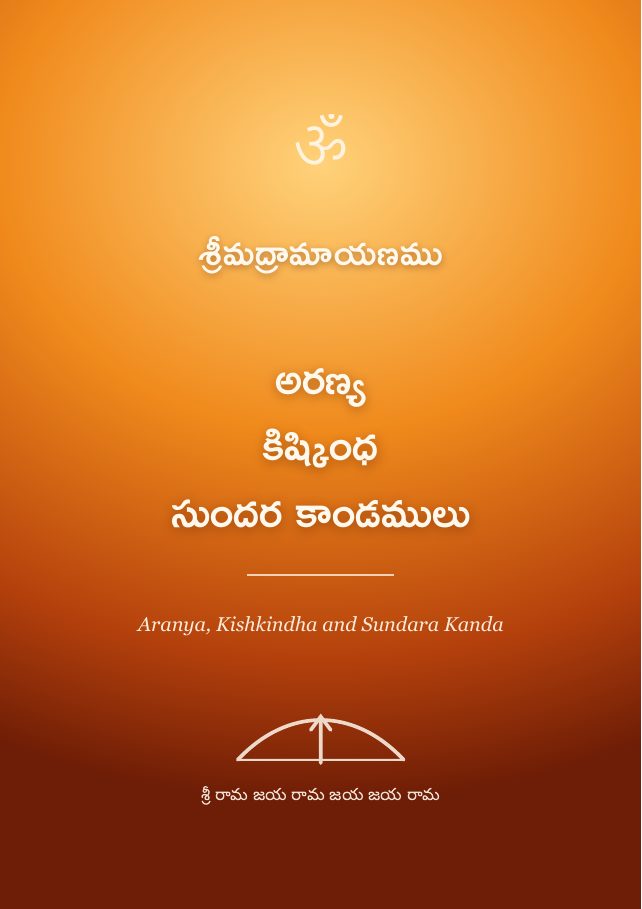 ॐ
శ్రీమద్రామాయణము
అరణ్య
కిష్కింధ
సుందర కాండములు
Aranya, Kishkindha and Sundara Kanda
శ్రీ రామ జయ రామ జయ జయ రామ